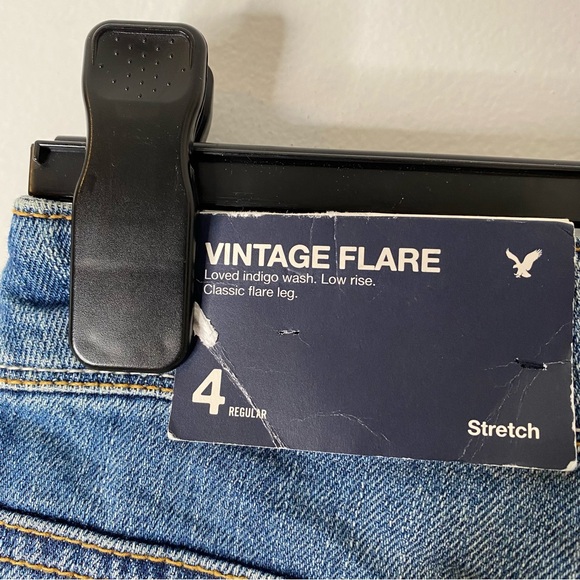 VINTAGE FLARE
Loved indigo wash. Low rise.
Classic flare leg.
4 REGULAR
Stretch